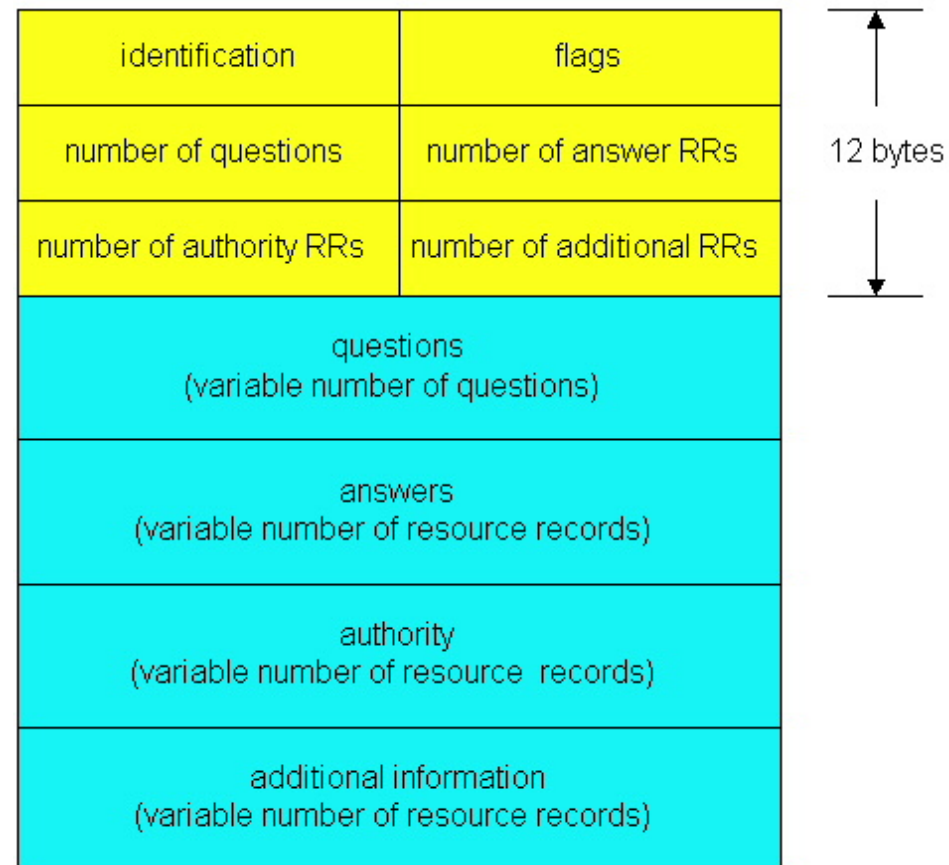 identification
flags
number of questions
number of answer RRs
12 bytes
number of authority RRs
number of additional RRs
questions
(variable number of questions)
answers
(variable number of resource records)
authority
(variable number of resource records)
additional information
(variable number of resource records)